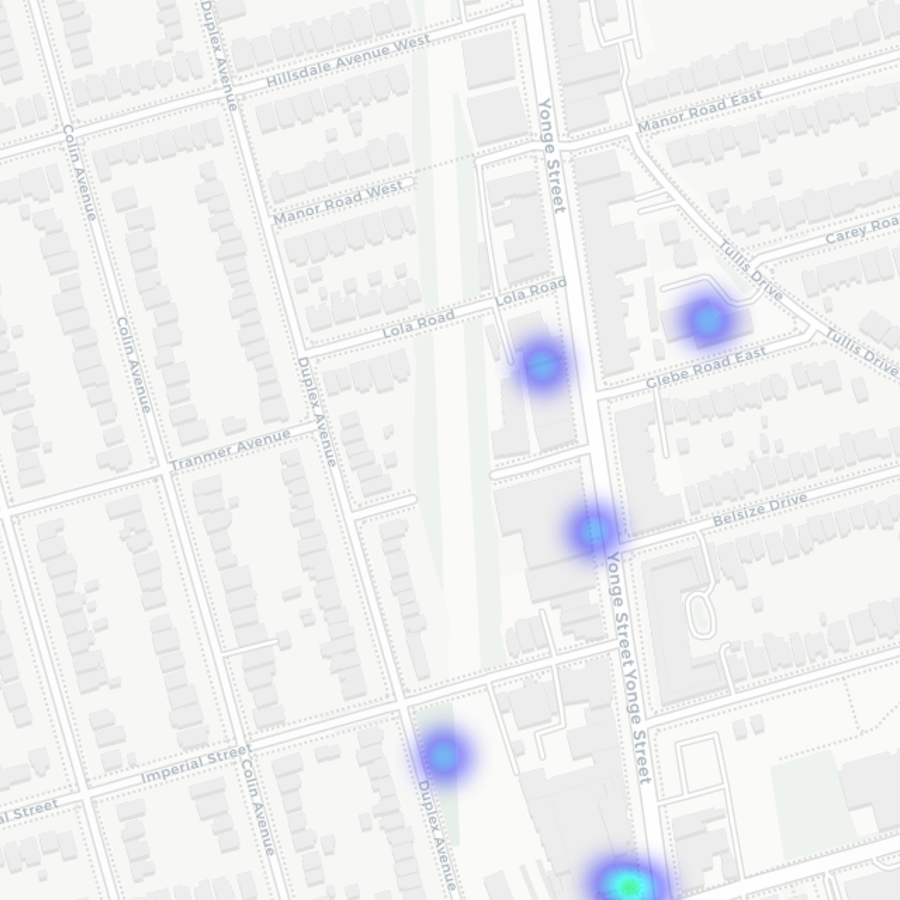 Duplex Avenue
Hillsdale Avenue West
Manor Road East
Yonge Street
Colin Avenue
Manor Road West
Carey Roa
Tullis Drive
Lola Road
Lola Road
Colin Avenue
Tullis Drive
Glebe Road East
Duplex Avenue
Tranmer Avenue
Belsize Drive
Yonge Street
Yonge Street
Imperial Street
al Street
Colin Avenue
Duplex Avenue